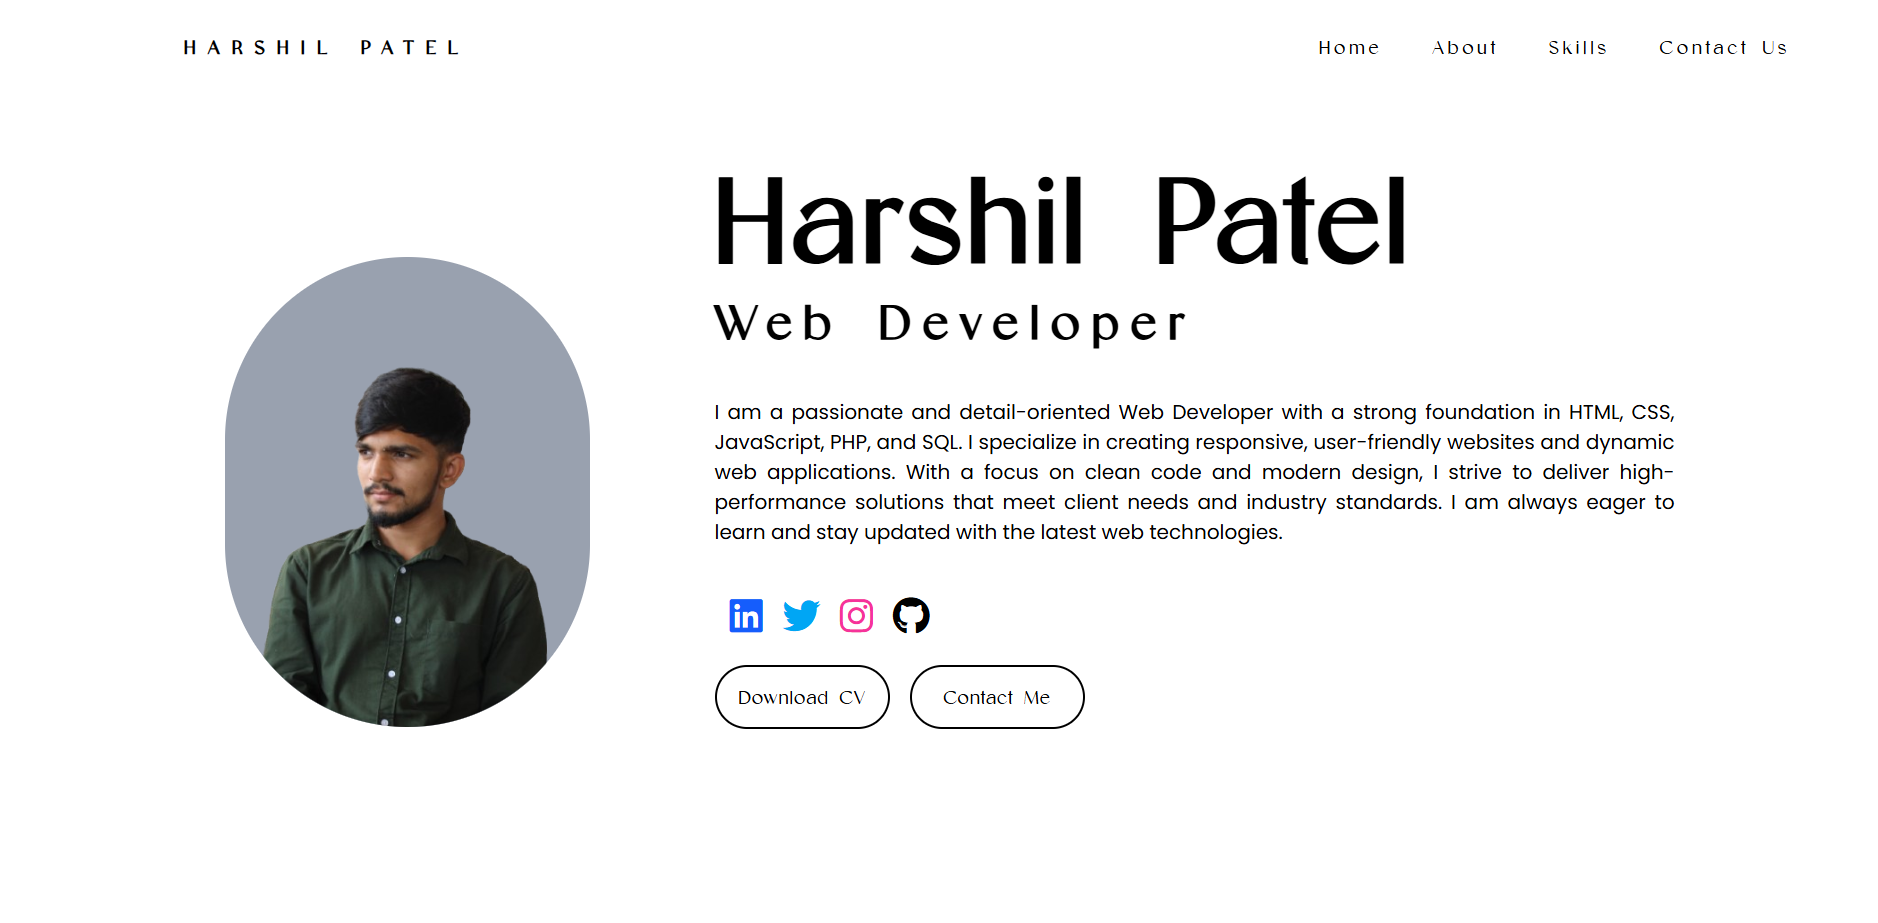 HARSHIL PATEL
Home About Skills Contact Us
Harshil Patel
Web Developer
I am a passionate and detail-oriented Web Developer with a strong foundation in HTML, CSS,
JavaScript, PHP, and SQL. I specialize in creating responsive, user-friendly websites and dynamic
web applications. With a focus on clean code and modern design, I strive to deliver high-
performance solutions that meet client needs and industry standards. I am always eager to
learn and stay updated with the latest web technologies.
in
Download CV Contact Me